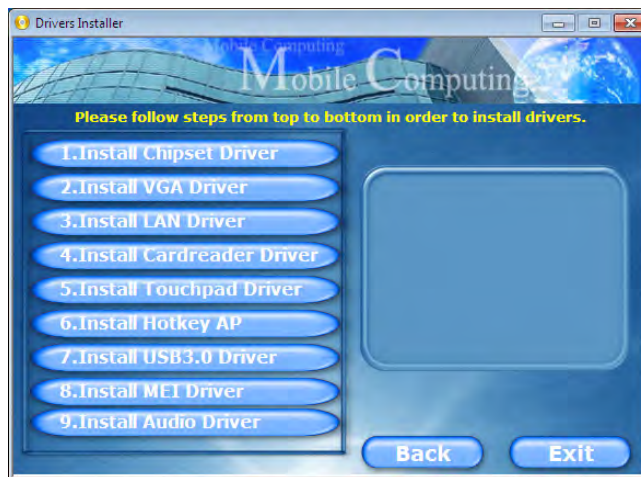 Drivers Installer
Mobile Computing
Mobile Computing
Please follow steps from top to bottom in order to install drivers.
1.Install Chipset Driver
2.Install VGA Driver
3.Install LAN Driver
4.Install Cardreader Driver
5.Install Touchpad Driver
6.Install Hotkey AP
7.Install USB3.0 Driver
8.Install MEI Driver
9.Install Audio Driver
Back
Exit